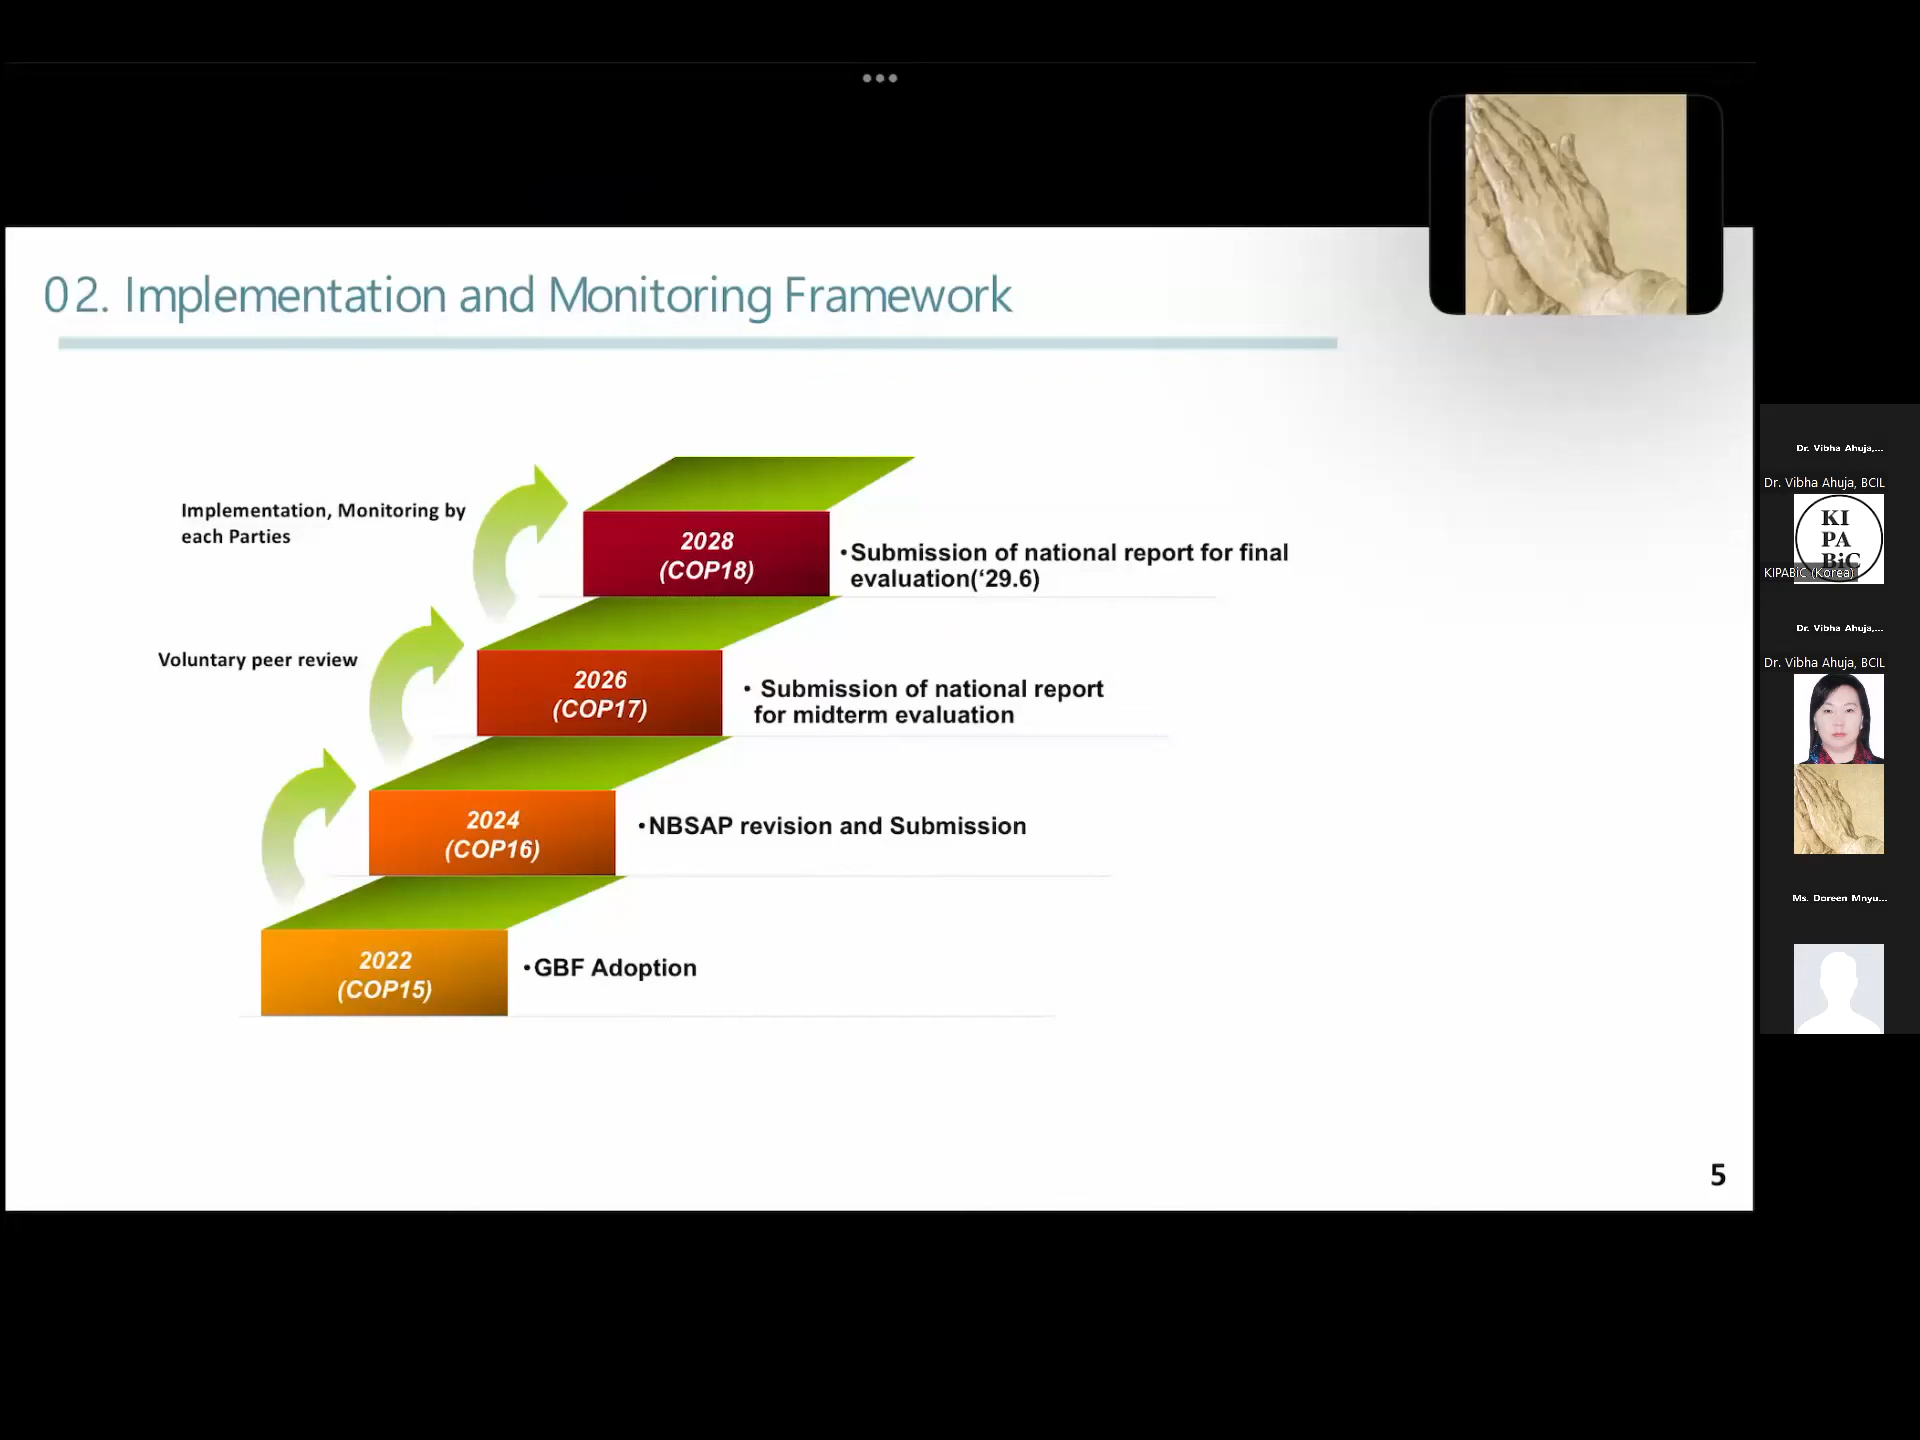 02. Implementation and Monitoring Framework
Implementation, Monitoring by
each Parties
2028
(COP18)
•Submission of national report for final
evaluation(‘29.6)
Voluntary peer review
2026
(COP17)
• Submission of national report
for midterm evaluation
2024
(COP16)
•NBSAP revision and Submission
2022
(COP15)
•GBF Adoption
5
Dr. Vibha Ahuja,...
Dr. Vibha Ahuja, BCIL
KI
PA
BiC
KIPABiC (Korea)
Dr. Vibha Ahuja,...
Dr. Vibha Ahuja, BCIL
Ms. Doreen Mnyu...